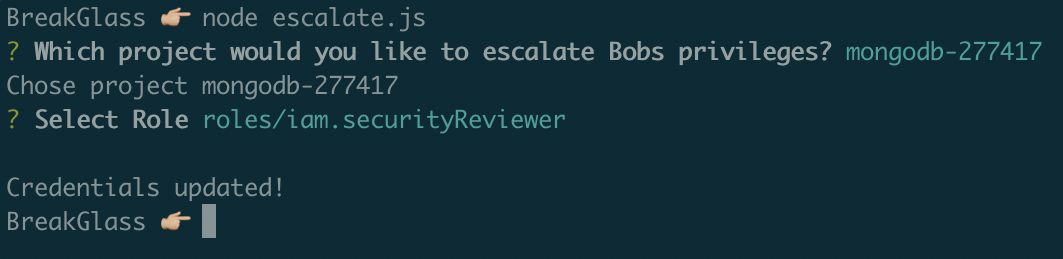 BreakGlass 👉🏼 node escalate.js
? Which project would you like to escalate Bobs privileges? mongodb-277417
Chose project mongodb-277417
? Select Role roles/iam.securityReviewer
Credentials updated!
BreakGlass 👉🏼